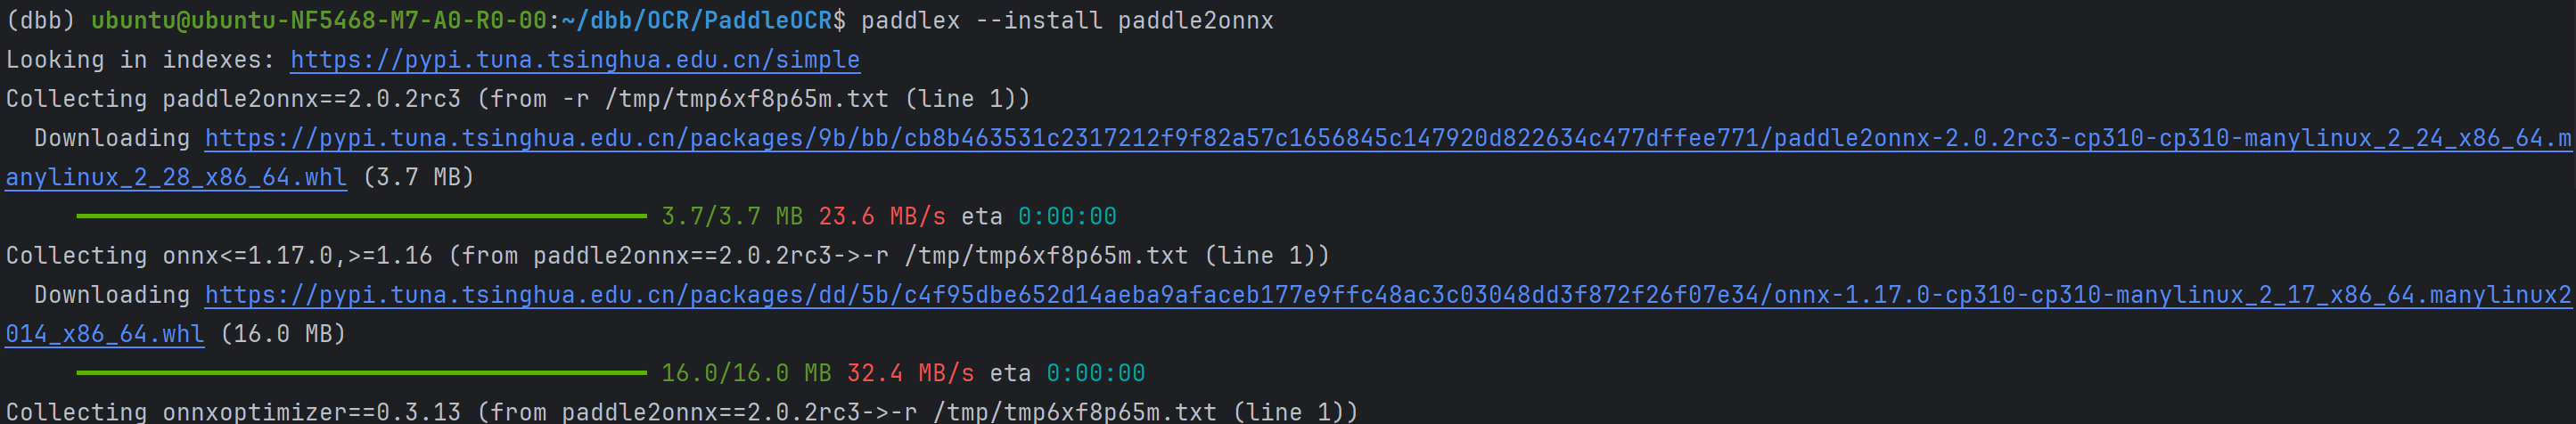 (dbb) ubuntu@ubuntu-NF5468-M7-A0-R0-00:~/dbb/OCR/PaddleOCR$ paddlex --install paddle2onnx
Looking in indexes: https://pypi.tuna.tsinghua.edu.cn/simple
Collecting paddle2onnx==2.0.2rc3 (from -r /tmp/tmp6xf8p65m.txt (line 1))
  Downloading https://pypi.tuna.tsinghua.edu.cn/packages/9b/bb/cb8b463531c2317212f9f82a57c1656845c147920d822634c477dffee771/paddle2onnx-2.0.2rc3-cp310-cp310-manylinux_2_24_x86_64.m
anylinux_2_28_x86_64.whl (3.7 MB)
3.7/3.7 MB 23.6 MB/s eta 0:00:00
Collecting onnx<=1.17.0,>=1.16 (from paddle2onnx==2.0.2rc3->-r /tmp/tmp6xf8p65m.txt (line 1))
  Downloading https://pypi.tuna.tsinghua.edu.cn/packages/dd/5b/c4f95dbe652d14aeba9afaceb177e9ffc48ac3c03048dd3f872f26f07e34/onnx-1.17.0-cp310-cp310-manylinux_2_17_x86_64.manylinux2
014_x86_64.whl (16.0 MB)
16.0/16.0 MB 32.4 MB/s eta 0:00:00
Collecting onnxoptimizer==0.3.13 (from paddle2onnx==2.0.2rc3->-r /tmp/tmp6xf8p65m.txt (line 1))